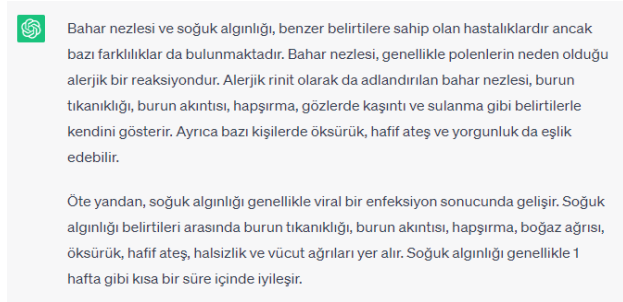 Bahar nezlesi ve soğuk algınlığı, benzer belirtilere sahip olan hastalıklardır ancak
bazı farklılıklar da bulunmaktadır. Bahar nezlesi, genellikle polenlerin neden olduğu
alerjik bir reaksiyondur. Alerjik rinit olarak da adlandırılan bahar nezlesi, burun
tıkanıklığı, burun akıntısı, hapşırma, gözlerde kaşıntı ve sulanma gibi belirtilerle
kendini gösterir. Ayrıca bazı kişilerde öksürük, hafif ateş ve yorgunluk da eşlik
edebilir.
Öte yandan, soğuk algınlığı genellikle viral bir enfeksiyon sonucunda gelişir. Soğuk
algınlığı belirtileri arasında burun tıkanıklığı, burun akıntısı, hapşırma, boğaz ağrısı,
öksürük, hafif ateş, halsizlik ve vücut ağrıları yer alır. Soğuk algınlığı genellikle 1
hafta gibi kısa bir süre içinde iyileşir.